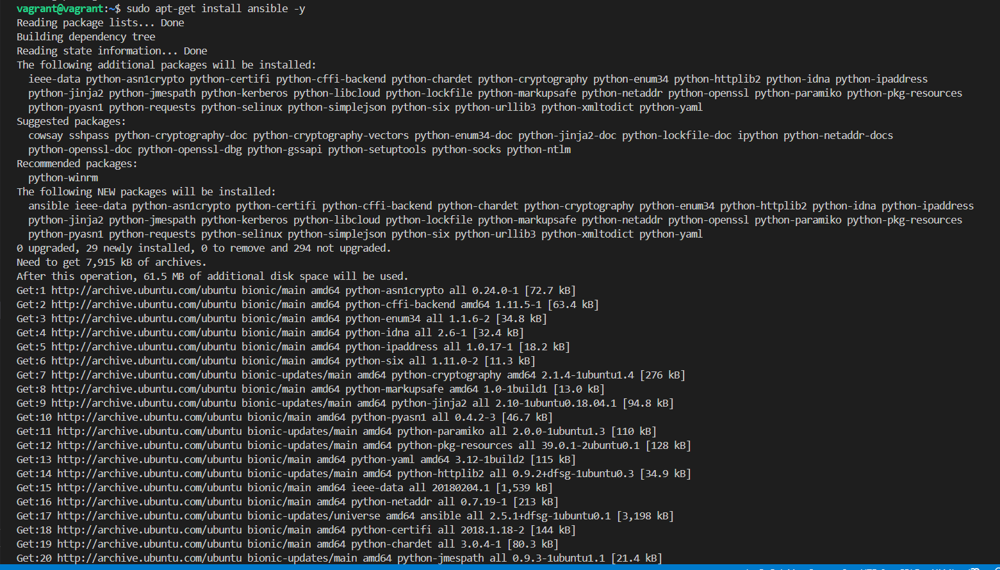 vagrant@vagrant:~$ sudo apt-get install ansible -y
Reading package lists... Done
Building dependency tree
Reading state information... Done
The following additional packages will be installed:
  ieee-data python-asn1crypto python-certifi python-cffi-backend python-chardet python-cryptography python-enum34 python-httplib2 python-idna python-ipaddress
  python-jinja2 python-jmespath python-kerberos python-libcloud python-lockfile python-markupsafe python-netaddr python-openssl python-paramiko python-pkg-resources
  python-pyasn1 python-requests python-selinux python-simplejson python-six python-urllib3 python-xmltodict python-yaml
Suggested packages:
  cowsay sshpass python-cryptography-doc python-cryptography-vectors python-enum34-doc python-jinja2-doc python-lockfile-doc ipython python-netaddr-docs
  python-openssl-doc python-openssl-dbg python-gssapi python-setuptools python-socks python-ntlm
Recommended packages:
  python-winrm
The following NEW packages will be installed:
  ansible ieee-data python-asn1crypto python-certifi python-cffi-backend python-chardet python-cryptography python-enum34 python-httplib2 python-idna python-ipaddress
  python-jinja2 python-jmespath python-kerberos python-libcloud python-lockfile python-markupsafe python-netaddr python-openssl python-paramiko python-pkg-resources
  python-pyasn1 python-requests python-selinux python-simplejson python-six python-urllib3 python-xmltodict python-yaml
0 upgraded, 29 newly installed, 0 to remove and 294 not upgraded.
Need to get 7,915 kB of archives.
After this operation, 61.5 MB of additional disk space will be used.
Get:1 http://archive.ubuntu.com/ubuntu bionic/main amd64 python-asn1crypto all 0.24.0-1 [72.7 kB]
Get:2 http://archive.ubuntu.com/ubuntu bionic/main amd64 python-cffi-backend amd64 1.11.5-1 [63.4 kB]
Get:3 http://archive.ubuntu.com/ubuntu bionic/main amd64 python-enum34 all 1.1.6-2 [34.8 kB]
Get:4 http://archive.ubuntu.com/ubuntu bionic/main amd64 python-idna all 2.6-1 [32.4 kB]
Get:5 http://archive.ubuntu.com/ubuntu bionic/main amd64 python-ipaddress all 1.0.17-1 [18.2 kB]
Get:6 http://archive.ubuntu.com/ubuntu bionic/main amd64 python-six all 1.11.0-2 [11.3 kB]
Get:7 http://archive.ubuntu.com/ubuntu bionic-updates/main amd64 python-cryptography amd64 2.1.4-1ubuntu1.4 [276 kB]
Get:8 http://archive.ubuntu.com/ubuntu bionic/main amd64 python-markupsafe amd64 1.0-1build1 [13.0 kB]
Get:9 http://archive.ubuntu.com/ubuntu bionic-updates/main amd64 python-jinja2 all 2.10-1ubuntu0.18.04.1 [94.8 kB]
Get:10 http://archive.ubuntu.com/ubuntu bionic/main amd64 python-pyasn1 all 0.4.2-3 [46.7 kB]
Get:11 http://archive.ubuntu.com/ubuntu bionic-updates/main amd64 python-paramiko all 2.0.0-1ubuntu1.3 [110 kB]
Get:12 http://archive.ubuntu.com/ubuntu bionic-updates/main amd64 python-pkg-resources all 39.0.1-2ubuntu0.1 [128 kB]
Get:13 http://archive.ubuntu.com/ubuntu bionic/main amd64 python-yaml amd64 3.12-1build2 [115 kB]
Get:14 http://archive.ubuntu.com/ubuntu bionic-updates/main amd64 python-httplib2 all 0.9.2+dfsg-1ubuntu0.3 [34.9 kB]
Get:15 http://archive.ubuntu.com/ubuntu bionic/main amd64 ieee-data all 20180204.1 [1,539 kB]
Get:16 http://archive.ubuntu.com/ubuntu bionic/main amd64 python-netaddr all 0.7.19-1 [213 kB]
Get:17 http://archive.ubuntu.com/ubuntu bionic-updates/universe amd64 ansible all 2.5.1+dfsg-1ubuntu0.1 [3,198 kB]
Get:18 http://archive.ubuntu.com/ubuntu bionic/main amd64 python-certifi all 2018.1.18-2 [144 kB]
Get:19 http://archive.ubuntu.com/ubuntu bionic/main amd64 python-chardet all 3.0.4-1 [80.3 kB]
Get:20 http://archive.ubuntu.com/ubuntu bionic-updates/main amd64 python-jmespath all 0.9.3-1ubuntu1.1 [21.4 kB]